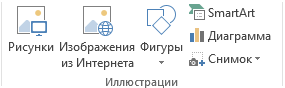 Рисунки
Изображения
из Интернета
Фигуры
SmartArt
Диаграмма
Снимок
Иллюстрации